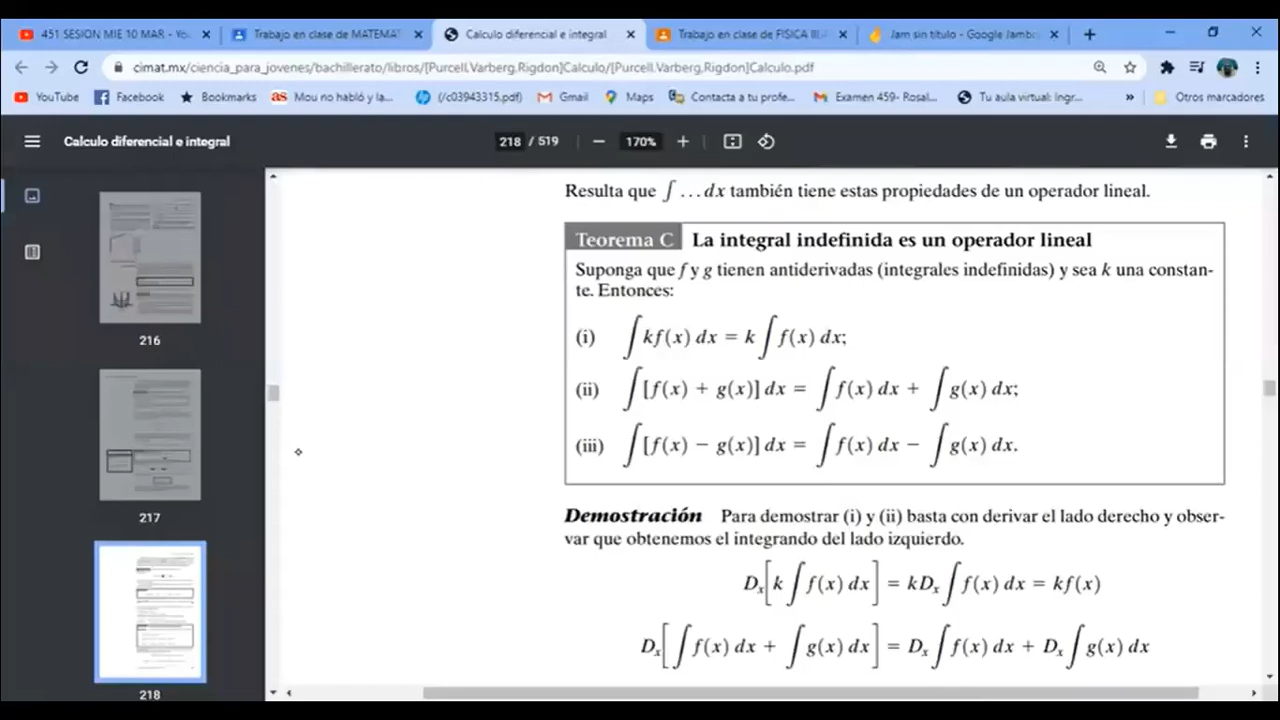 451 SESION MIE 10 MAR - Yo
Trabajo en clase de MATEMAT
Calculo diferencial e integral
Trabajo en clase de FISICA III
Jam sin título - Google Jambo
cimat.mx/ciencia_para_jovenes/bachillerato/libros/[Purcell.Varberg.Rigdon]Calculo/[Purcell,Varberg,Rigdon]Calculo.pdf
YouTube
Facebook
Bookmarks
as Mou no habló y la...
(/c03943315.pdf)
Gmail
Maps
Contacta a tu profe...
Examen 459- Rosal...
Tu aula virtual: Ingr...
»
Otros marcadores
Calculo diferencial e integral
218 / 519
170%
216
217
218
Resulta que ∫ ... dx también tiene estas propiedades de un operador lineal.
Teorema C La integral indefinida es un operador lineal
Suponga que f y g tienen antiderivadas (integrales indefinidas) y sea k una constan-
te. Entonces:
(i) ∫ kf(x) dx = k ∫ f(x) dx;
(ii) ∫ [f(x) + g(x)] dx = ∫ f(x) dx + ∫ g(x) dx;
(iii) ∫ [f(x) − g(x)] dx = ∫ f(x) dx − ∫ g(x) dx.
Demostración Para demostrar (i) y (ii) basta con derivar el lado derecho y obser-
var que obtenemos el integrando del lado izquierdo.
Dₓ[k ∫ f(x) dx] = kDₓ ∫ f(x) dx = kf(x)
Dₓ[∫ f(x) dx + ∫ g(x) dx] = Dₓ ∫ f(x) dx + Dₓ ∫ g(x) dx